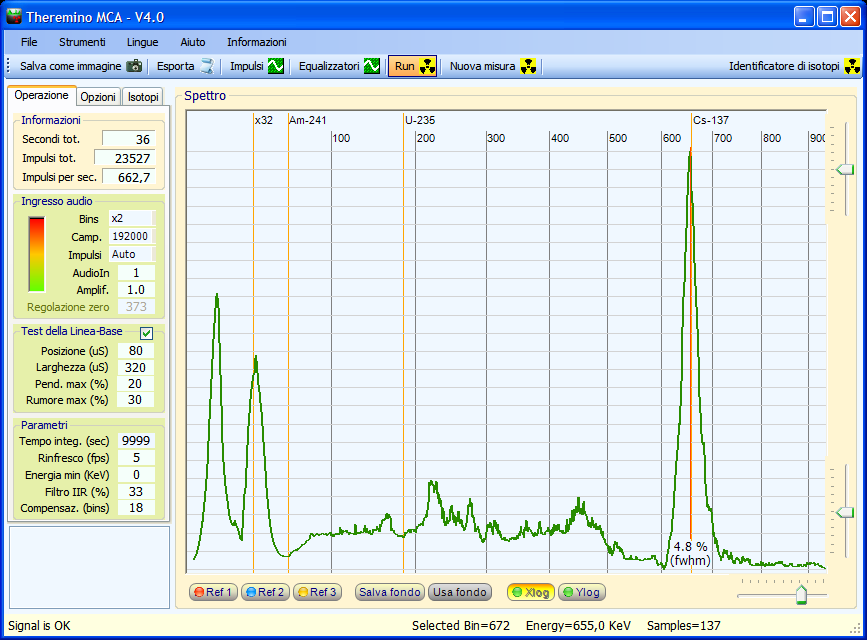 Theremino MCA - V4.0
File Strumenti Lingue Aiuto Informazioni
Salva come immagine Esporta Impulsi Equalizzatori Run Nuova misura Identificatore di isotopi
Operazione Opzioni Isotopi
Informazioni
Secondi tot. 36
Impulsi tot. 23527
Impulsi per sec. 662,7
Ingresso audio
Bins x2
Camp. 192000
Impulsi Auto
AudioIn 1
Amplif. 1.0
Regolazione zero 373
Test della Linea-Base
Posizione (uS) 80
Larghezza (uS) 320
Pend. max (%) 20
Rumore max (%) 30
Parametri
Tempo integ. (sec) 9999
Rinfresco (fps) 5
Energia min (KeV) 0
Filtro IIR (%) 33
Compensaz. (bins) 18
Spettro
x32 Am-241 U-235 Cs-137
100 200 300 400 500 600 700 800 900
4.8 %
(fwhm)
Ref 1 Ref 2 Ref 3 Salva fondo Usa fondo Xlog Ylog
Signal is OK Selected Bin=672 Energy=655,0 KeV Samples=137